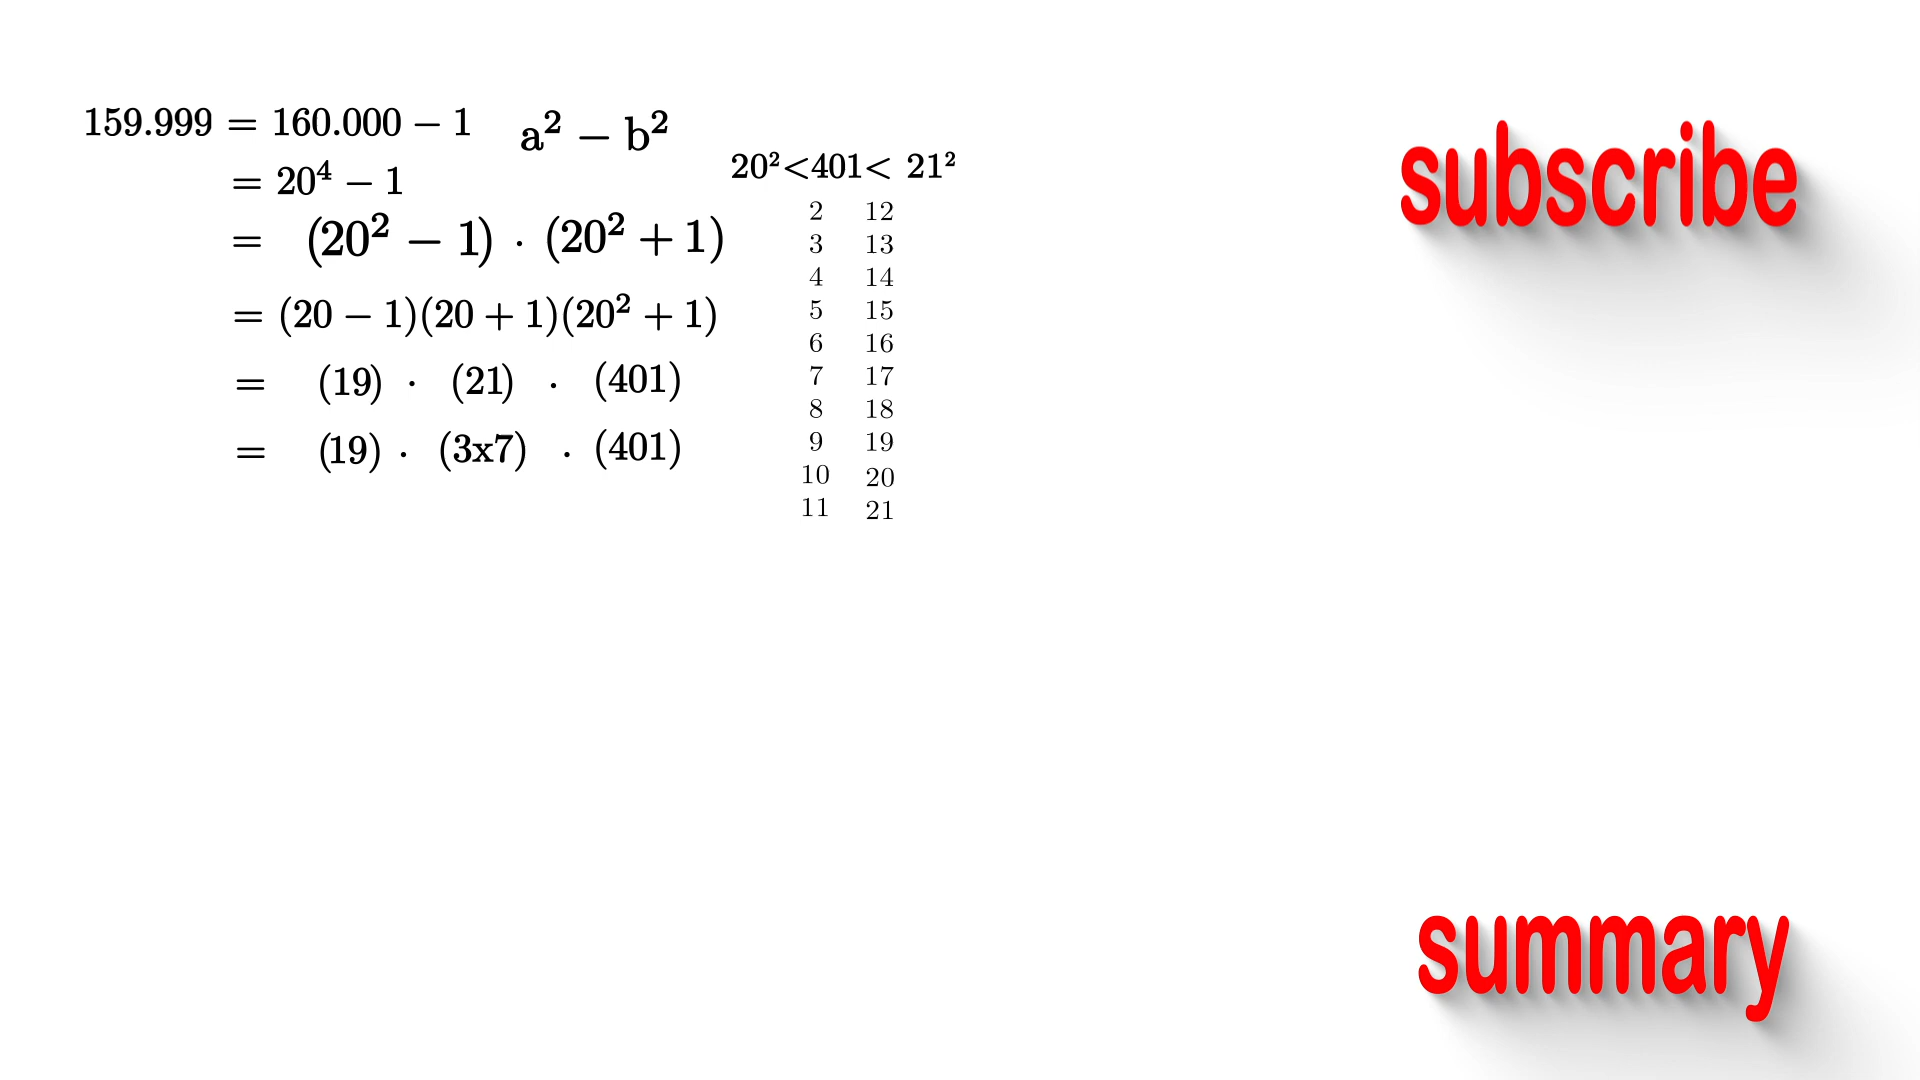 159.999 = 160.000 − 1
a² − b²
= 20⁴ − 1
= (20² − 1) · (20² + 1)
= (20 − 1)(20 + 1)(20² + 1)
= (19) · (21) · (401)
= (19) · (3x7) · (401)
20²<401< 21²
2 12
3 13
4 14
5 15
6 16
7 17
8 18
9 19
10 20
11 21
subscribe
summary